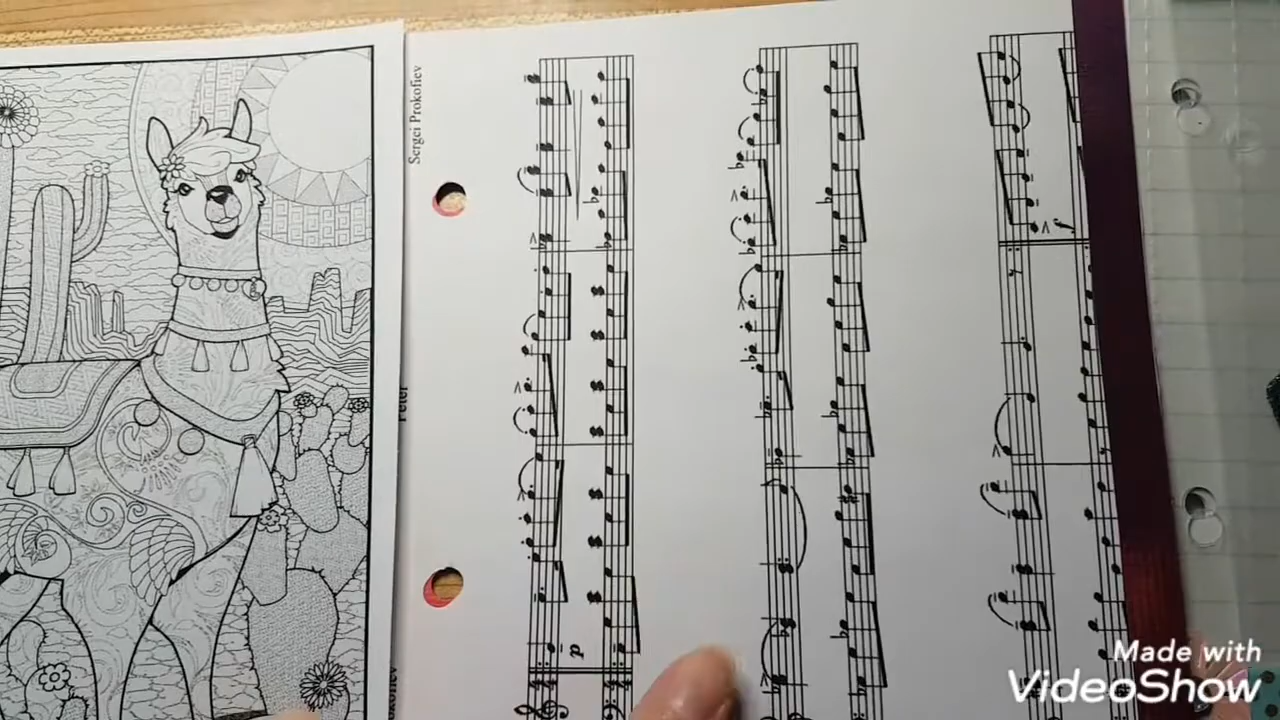 Sergei Prokofiev
Peter
p
f
Made with
VideoShow